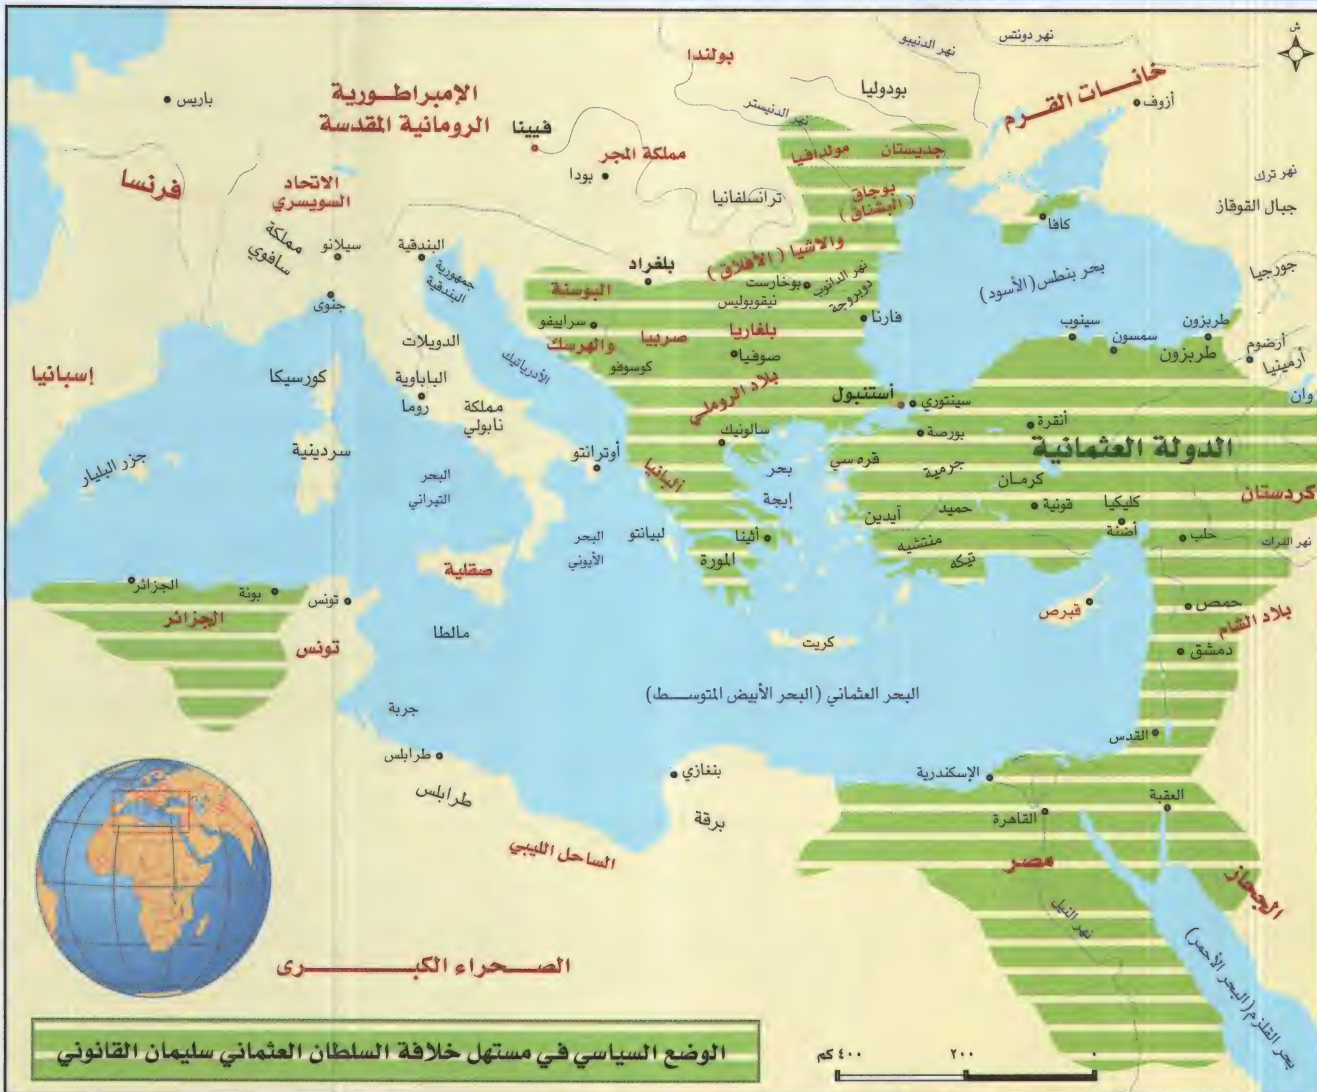 ش
نهر دونتس
نهر الدنيبو
بولندا
خانات القرم
أزوف
بودوليا
نهر الدنيستر
باريس
الإمبراطورية
الرومانية المقدسة
فيينا
مملكة المجر
بودا
مولدافيا
جديستان
بوجاق
(البشناق)
ترانسلفانيا
نهر ترك
جبال القوقاز
جورجيا
كافا
فرنسا
الاتحاد
السويسري
مملكة
سافوي
سيلانو
البندقية
جمهورية
البندقية
جنوى
بلغراد
والاشيا (الأفلاق)
بوخارست
نهر الدانوب
دوبروجة
نيقوبوليس
بحر بنطس (الأسود)
البوسنة
والهرسك
سراييفو
صربيا
كوسوفو
بلغاريا
صوفيا
فارنا
سينوب
سمسون
طربزون
طربزون
أرضوم
أرمينيا
وان
إسبانيا
كورسيكا
الدويلات
الباباوية
روما
الأدرياتيك
مملكة
نابولي
بلاد الروملي
أستنبول
سينتوري
بورصة
أنقرة
الدولة العثمانية
سالونيك
جزر البليار
سردينية
البحر
التيراني
أوترانتو
ألبانيا
بحر
إيجة
قره سي
جرمية
كرمان
كردستان
آيدين
حميد
قونية
كليكيا
أضنة
حلب
نهر الفرات
البحر
الأيوني
ليبانتو
أثينا
المورة
منتشيه
تيكه
صقلية
الجزائر
بونة
تونس
الجزائر
تونس
مالطا
كريت
قبرص
حمص
بلاد الشام
دمشق
البحر العثماني (البحر الأبيض المتوسط)
جربة
طرابلس
طرابلس
بنغازي
برقة
الساحل الليبي
القدس
الإسكندرية
القاهرة
العقبة
مصر
الحجاز
نهر النيل
بحر القلزم (البحر الأحمر)
الصحراء الكبرى
الوضع السياسي في مستهل خلافة السلطان العثماني سليمان القانوني
٤٠٠ كم
٢٠٠
٠